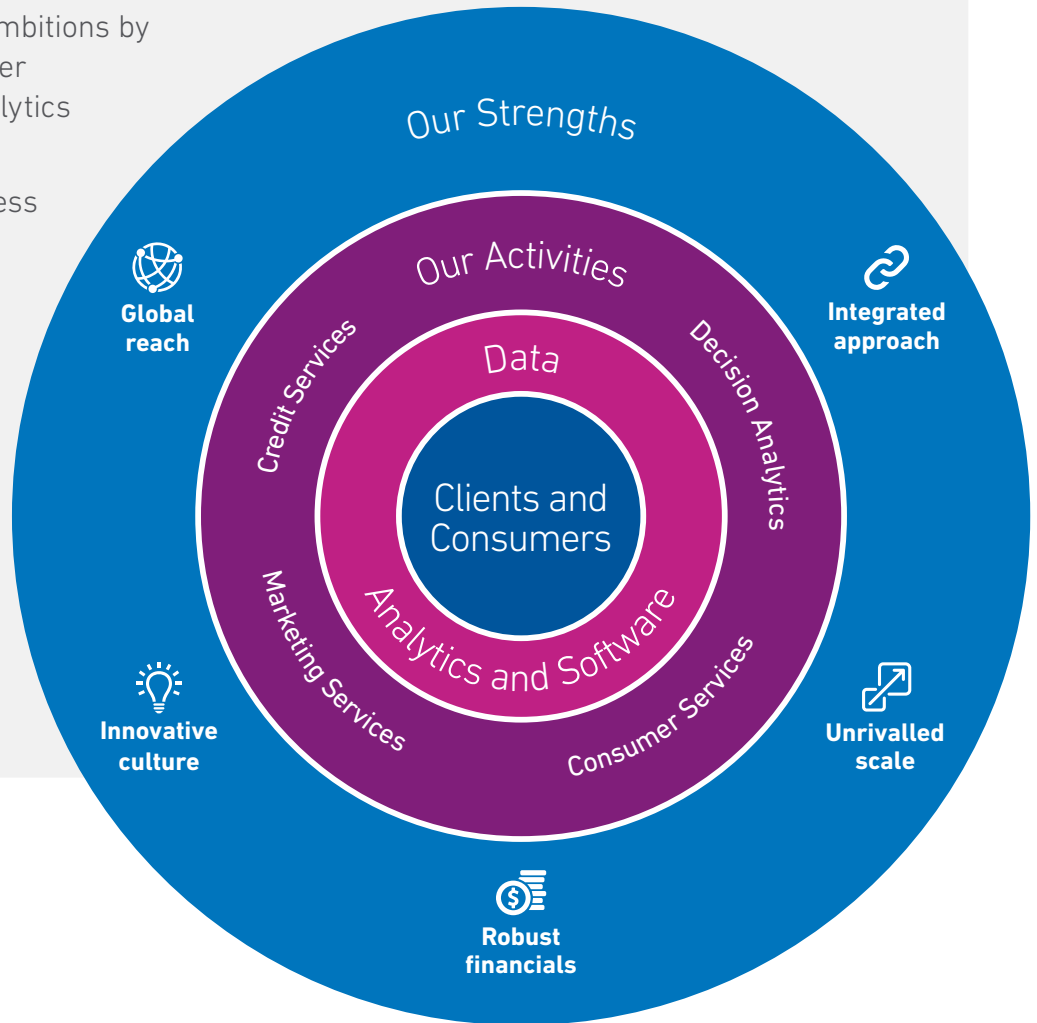 mbitions by
er
lytics
ess
Our Strengths
Global
reach
Integrated
approach
Innovative
culture
Unrivalled
scale
Robust
financials
Our Activities
Credit Services
Decision Analytics
Marketing Services
Consumer Services
Data
Analytics and Software
Clients and
Consumers